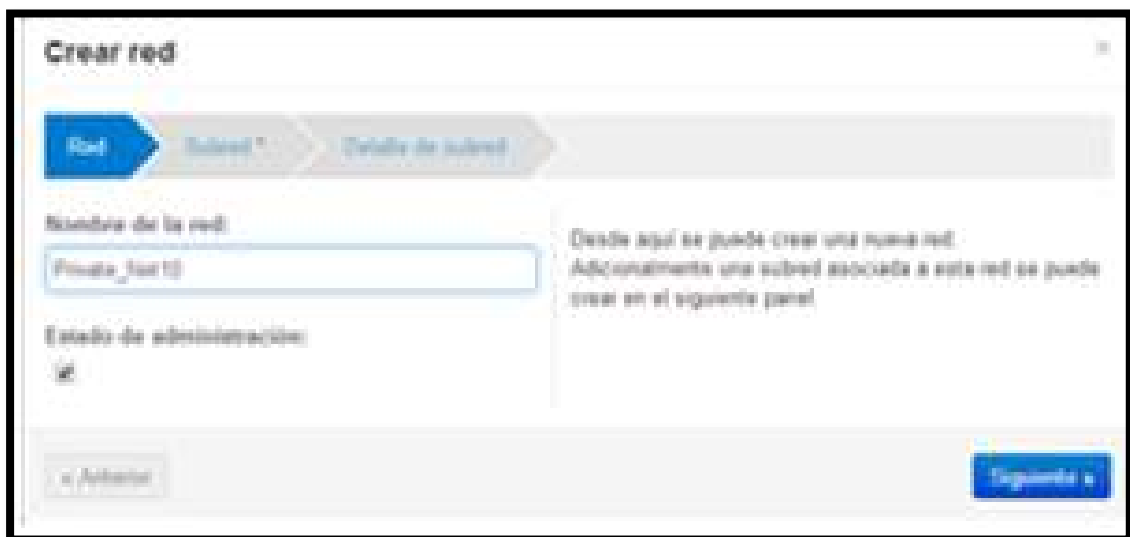 Crear red
×
Red
Subred *
Detalle de subred
Nombre de la red:
Private_Net10
Desde aquí se puede crear una nueva red.
Adicionalmente una subred asociada a esta red se puede
crear en el siguiente panel.
Estado de administración:
« Anterior
Siguiente »